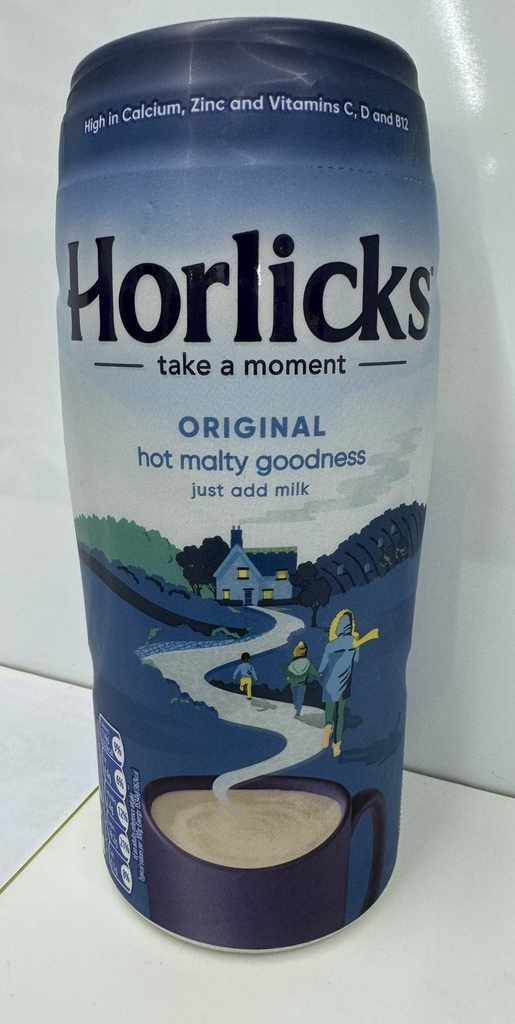 High in Calcium, Zinc and Vitamins C, D and B12
Horlicks
take a moment
ORIGINAL
hot malty goodness
just add milk